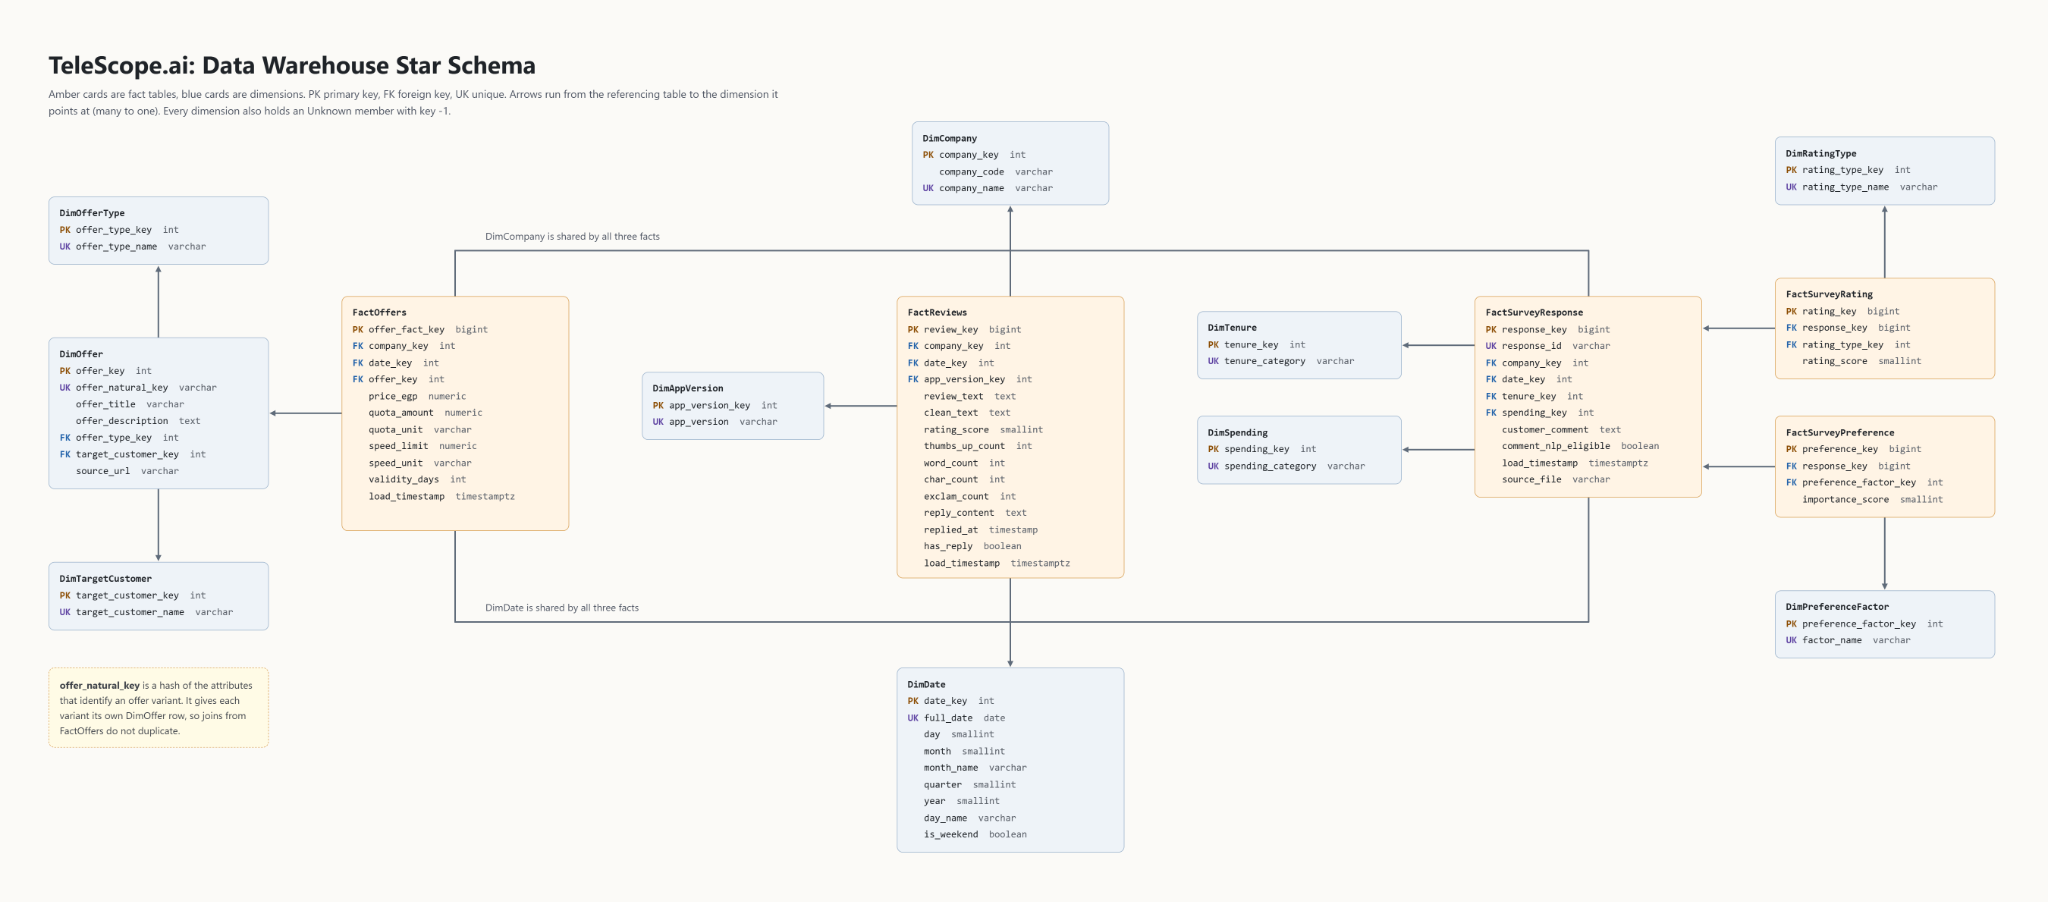 TeleScope.ai: Data Warehouse Star Schema
Amber cards are fact tables, blue cards are dimensions. PK primary key, FK foreign key, UK unique. Arrows run from the referencing table to the dimension it
points at (many to one). Every dimension also holds an Unknown member with key -1.
DimCompany
PK company_key int
company_code varchar
UK company_name varchar
DimRatingType
PK rating_type_key int
UK rating_type_name varchar
DimOfferType
PK offer_type_key int
UK offer_type_name varchar
DimCompany is shared by all three facts
DimOffer
PK offer_key int
UK offer_natural_key varchar
offer_title varchar
offer_description text
FK offer_type_key int
FK target_customer_key int
source_url varchar
FactOffers
PK offer_fact_key bigint
FK company_key int
FK date_key int
FK offer_key int
price_egp numeric
quota_amount numeric
quota_unit varchar
speed_limit numeric
speed_unit varchar
validity_days int
load_timestamp timestamptz
DimAppVersion
PK app_version_key int
UK app_version varchar
FactReviews
PK review_key bigint
FK company_key int
FK date_key int
FK app_version_key int
review_text text
clean_text text
rating_score smallint
thumbs_up_count int
word_count int
char_count int
exclam_count int
reply_content text
replied_at timestamp
has_reply boolean
load_timestamp timestamptz
DimTenure
PK tenure_key int
UK tenure_category varchar
DimSpending
PK spending_key int
UK spending_category varchar
FactSurveyResponse
PK response_key bigint
UK response_id varchar
FK company_key int
FK date_key int
FK tenure_key int
FK spending_key int
customer_comment text
comment_nlp_eligible boolean
load_timestamp timestamptz
source_file varchar
FactSurveyRating
PK rating_key bigint
FK response_key bigint
FK rating_type_key int
rating_score smallint
FactSurveyPreference
PK preference_key bigint
FK response_key bigint
FK preference_factor_key int
importance_score smallint
DimTargetCustomer
PK target_customer_key int
UK target_customer_name varchar
DimDate is shared by all three facts
DimPreferenceFactor
PK preference_factor_key int
UK factor_name varchar
offer_natural_key is a hash of the attributes
that identify an offer variant. It gives each
variant its own DimOffer row, so joins from
FactOffers do not duplicate.
DimDate
PK date_key int
UK full_date date
day smallint
month smallint
month_name varchar
quarter smallint
year smallint
day_name varchar
is_weekend boolean